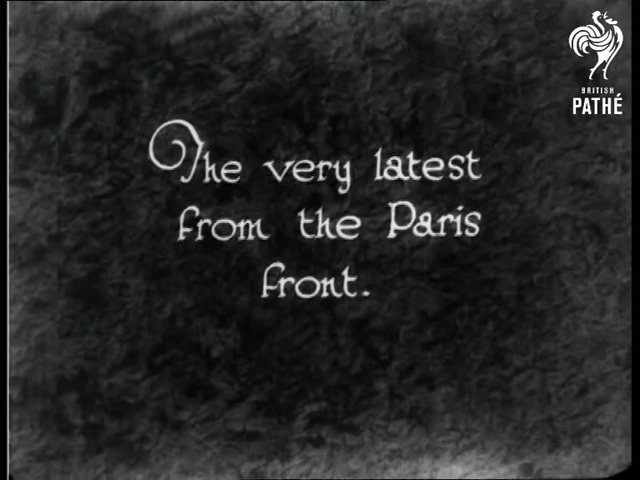 BRITISH
PATHÉ
The very latest
from the Paris
front.